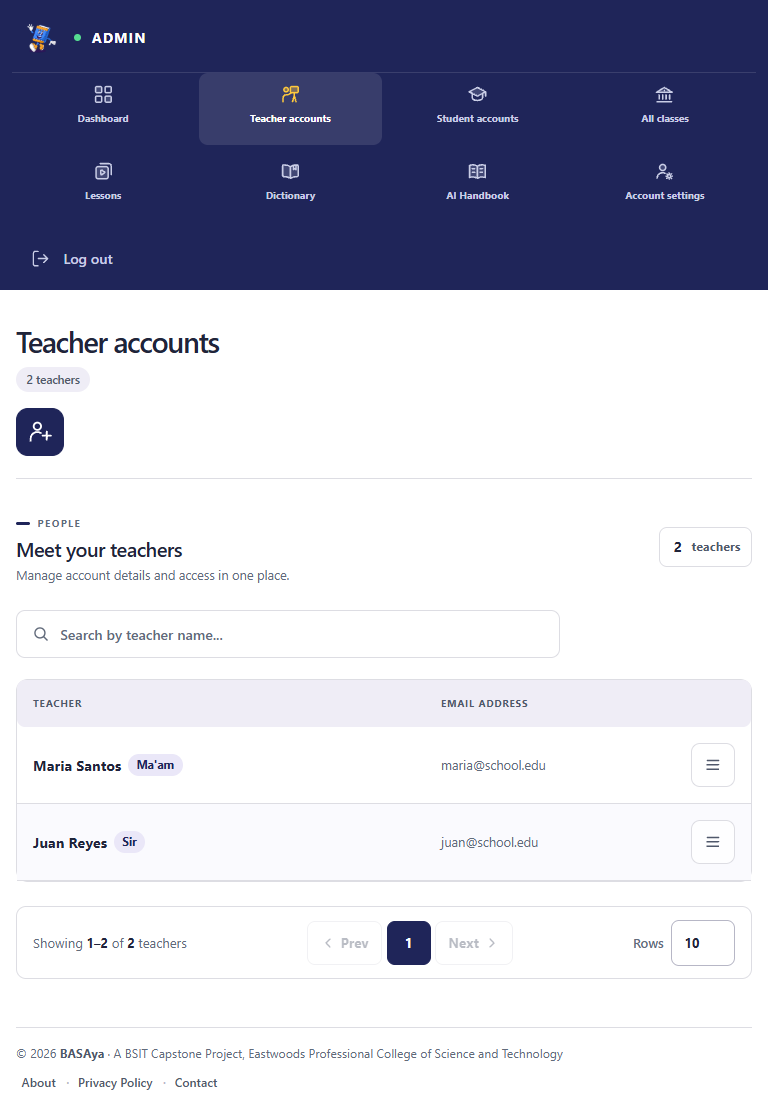 ADMIN
Dashboard
Teacher accounts
Student accounts
All classes
Lessons
Dictionary
AI Handbook
Account settings
Log out
Teacher accounts
2 teachers
PEOPLE
Meet your teachers
Manage account details and access in one place.
2 teachers
Search by teacher name...
TEACHER EMAIL ADDRESS
Maria Santos Ma'am maria@school.edu
Juan Reyes Sir juan@school.edu
Showing 1–2 of 2 teachers Prev 1 Next Rows 10
© 2026 BASAya · A BSIT Capstone Project, Eastwoods Professional College of Science and Technology
About · Privacy Policy · Contact